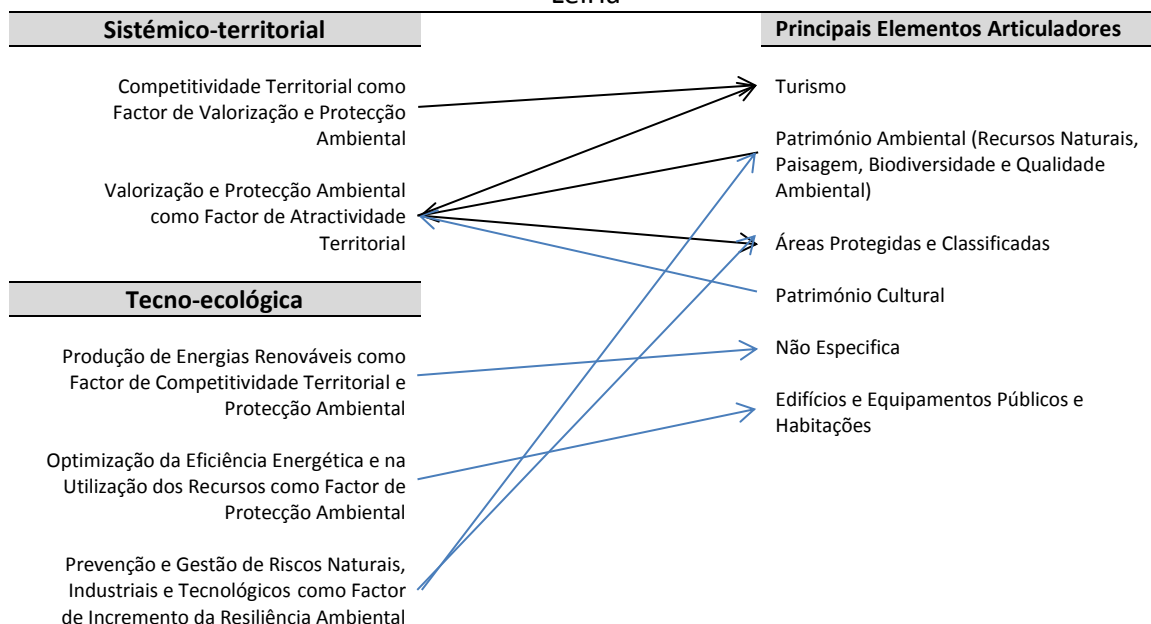 Leiria
Sistémico-territorial
Competitividade Territorial como
Factor de Valorização e Protecção
Ambiental
Valorização e Protecção Ambiental
como Factor de Atractividade
Territorial
Tecno-ecológica
Produção de Energias Renováveis como
Factor de Competitividade Territorial e
Protecção Ambiental
Optimização da Eficiência Energética e na
Utilização dos Recursos como Factor de
Protecção Ambiental
Prevenção e Gestão de Riscos Naturais,
Industriais e Tecnológicos como Factor
de Incremento da Resiliência Ambiental
Principais Elementos Articuladores
Turismo
Património Ambiental (Recursos Naturais,
Paisagem, Biodiversidade e Qualidade
Ambiental)
Áreas Protegidas e Classificadas
Património Cultural
Não Especifica
Edifícios e Equipamentos Públicos e
Habitações